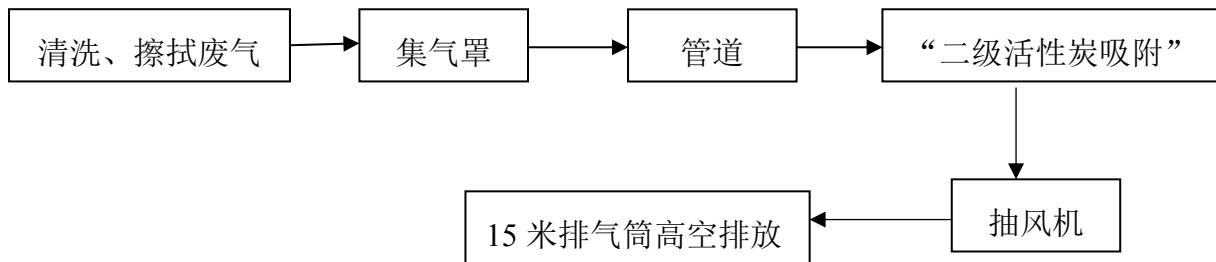 清洗、擦拭废气
集气罩
管道
“二级活性炭吸附”
抽风机
15 米排气筒高空排放